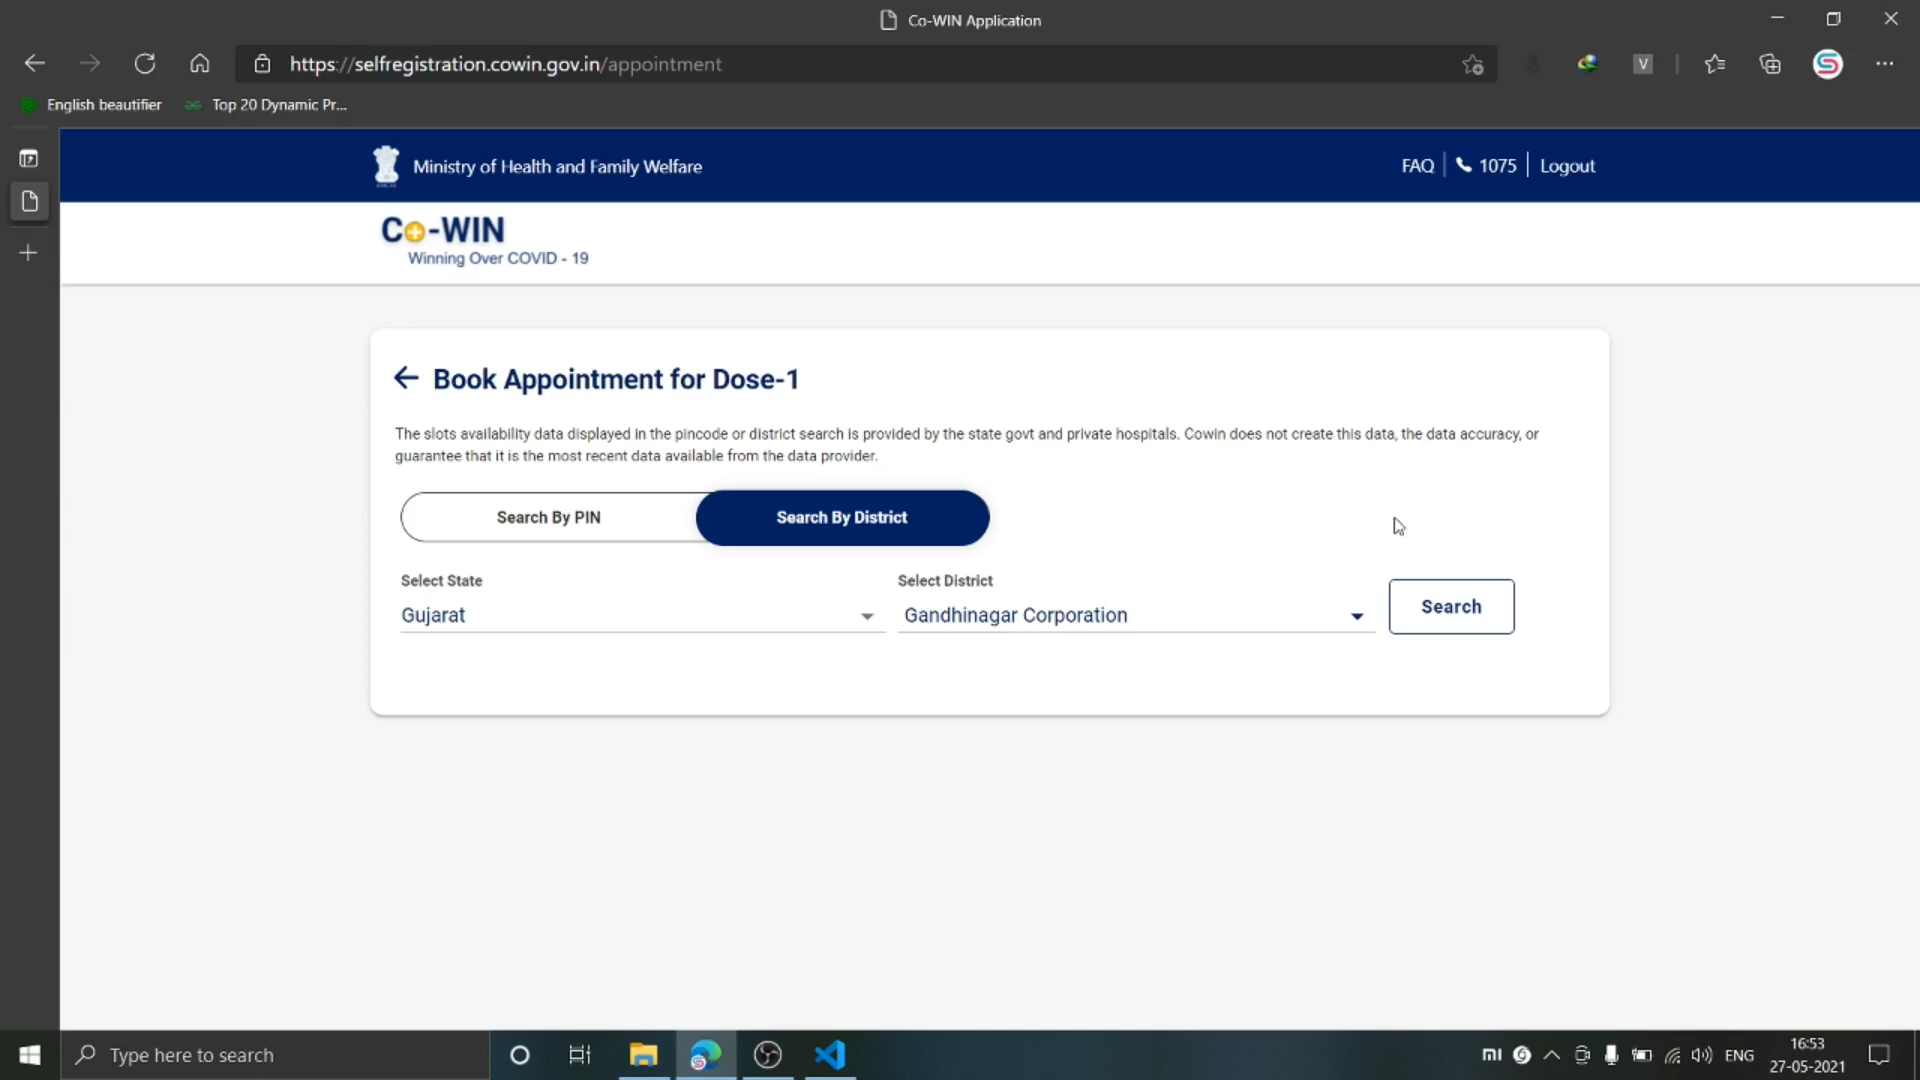 Co-WIN Application
https://selfregistration.cowin.gov.in/appointment
V
English beautifier
Top 20 Dynamic Pr...
Ministry of Health and Family Welfare
FAQ
1075
Logout
Co-WIN
Winning Over COVID - 19
Book Appointment for Dose-1
The slots availability data displayed in the pincode or district search is provided by the state govt and private hospitals. Cowin does not create this data, the data accuracy, or
guarantee that it is the most recent data available from the data provider.
Search By PIN
Search By District
Select State
Select District
Gujarat
Gandhinagar Corporation
Search
Type here to search
ENG
16:53
27-05-2021